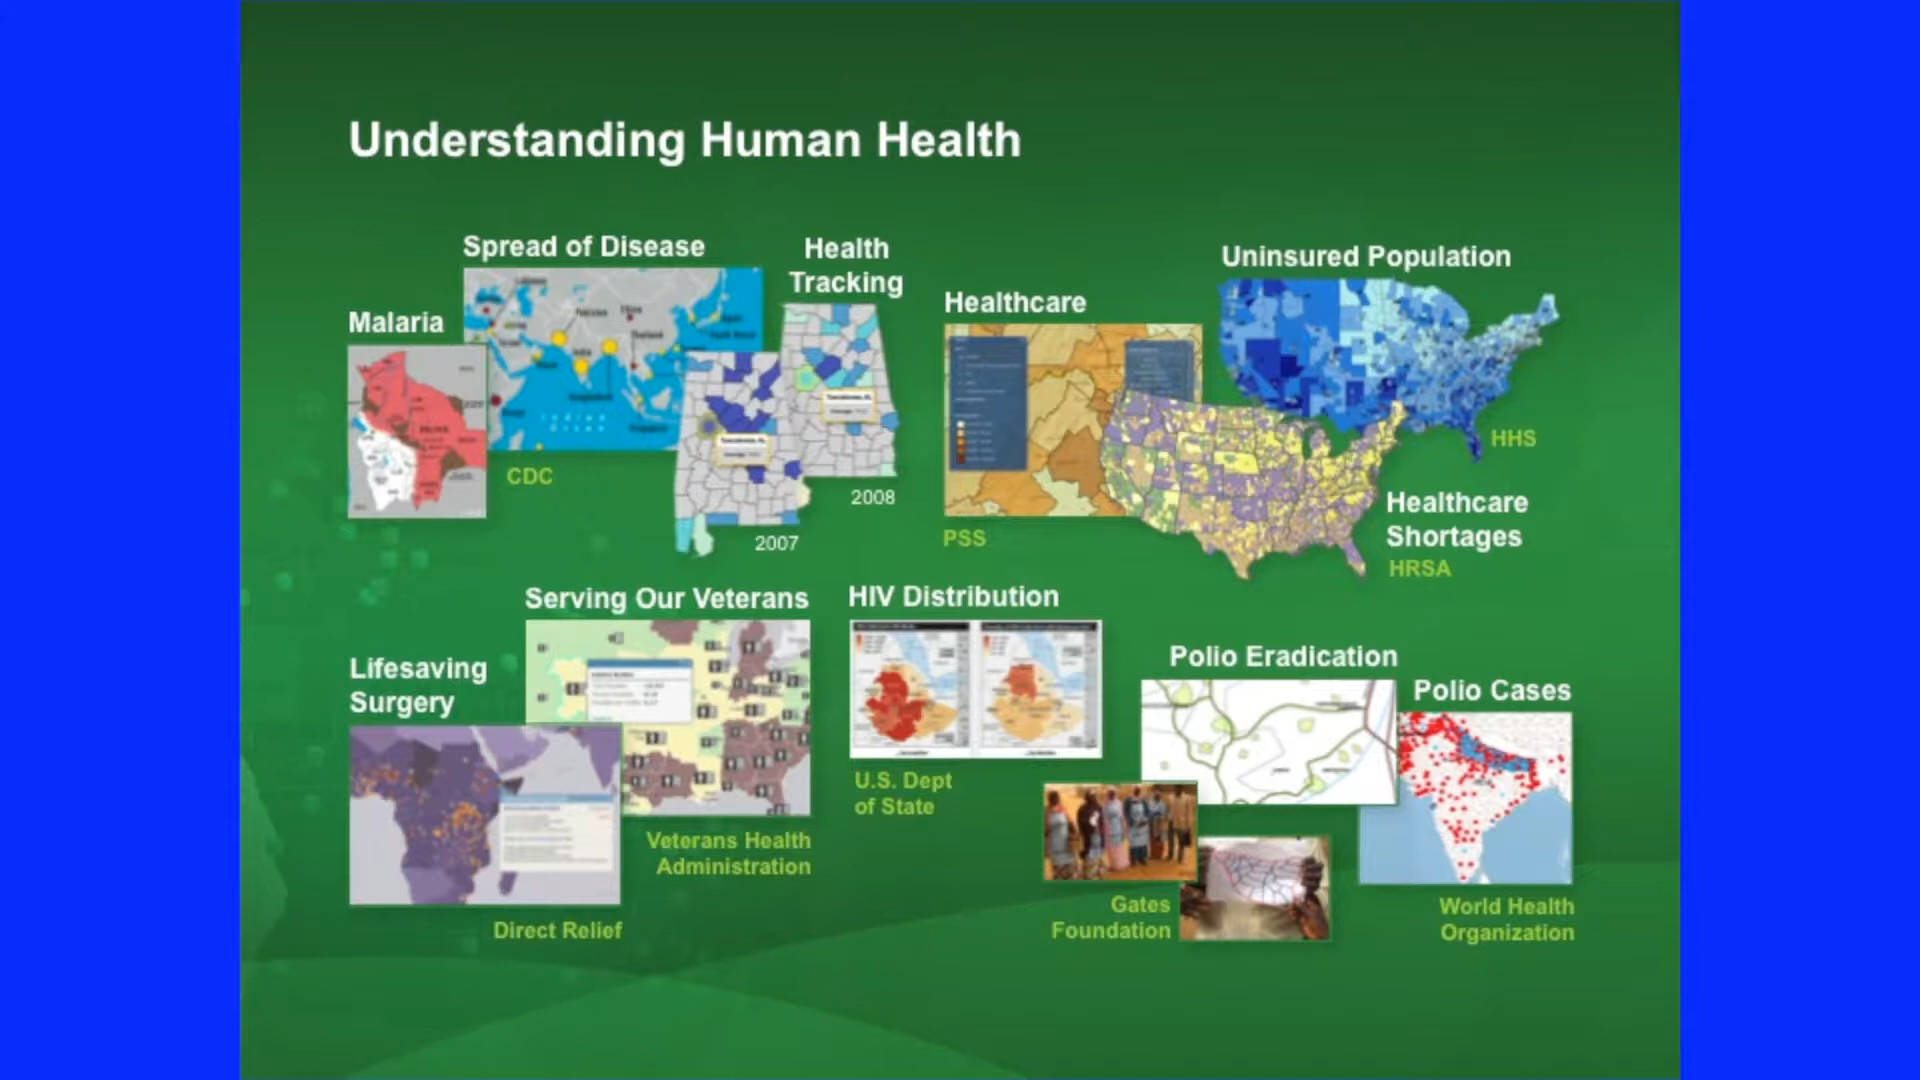 Understanding Human Health
Spread of Disease
Health
Tracking
Malaria
CDC
2008
2007
Healthcare
PSS
Uninsured Population
HHS
Healthcare
Shortages
HRSA
Serving Our Veterans
Lifesaving
Surgery
Veterans Health
Administration
Direct Relief
HIV Distribution
U.S. Dept
of State
Polio Eradication
Polio Cases
Gates
Foundation
World Health
Organization